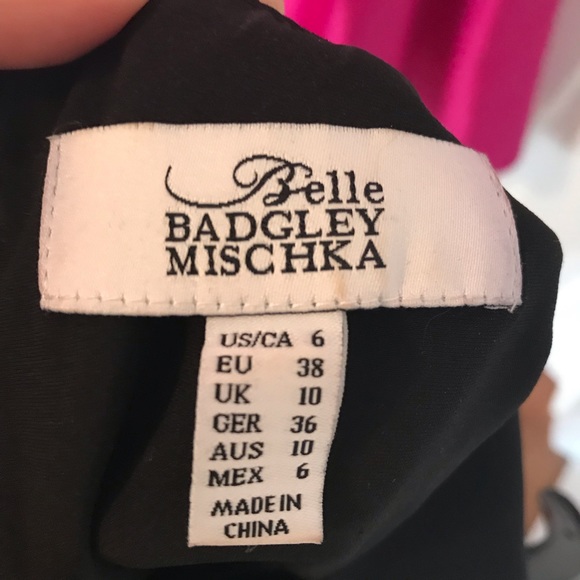 Belle
BADGLEY
MISCHKA
US/CA 6
EU 38
UK 10
GER 36
AUS 10
MEX 6
MADE IN
CHINA